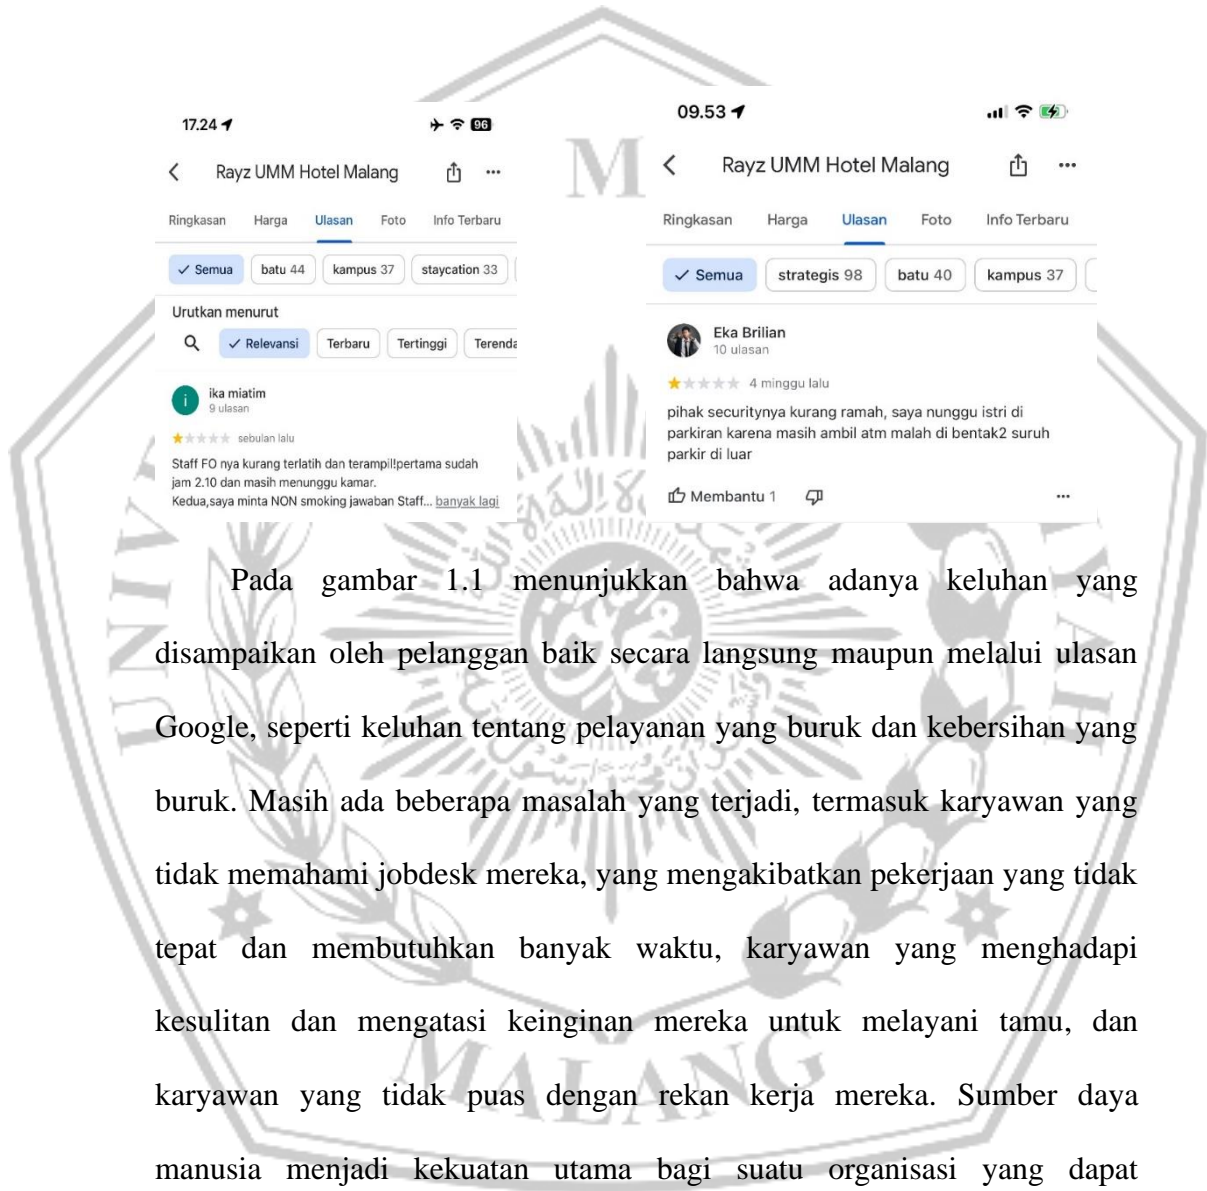 17.24
96
Rayz UMM Hotel Malang
Ringkasan Harga Ulasan Foto Info Terbaru
Semua batu 44 kampus 37 staycation 33
Urutkan menurut
Relevansi Terbaru Tertinggi Terenda
i
ika miatim
9 ulasan
sebulan lalu
Staff FO nya kurang terlatih dan terampil!pertama sudah
jam 2.10 dan masih menunggu kamar.
Kedua,saya minta NON smoking jawaban Staff... banyak lagi
09.53
Rayz UMM Hotel Malang
Ringkasan Harga Ulasan Foto Info Terbaru
Semua strategis 98 batu 40 kampus 37
Eka Brilian
10 ulasan
4 minggu lalu
pihak securitynya kurang ramah, saya nunggu istri di
parkiran karena masih ambil atm malah di bentak2 suruh
parkir di luar
Membantu 1
Pada gambar 1.1 menunjukkan bahwa adanya keluhan yang
disampaikan oleh pelanggan baik secara langsung maupun melalui ulasan
Google, seperti keluhan tentang pelayanan yang buruk dan kebersihan yang
buruk. Masih ada beberapa masalah yang terjadi, termasuk karyawan yang
tidak memahami jobdesk mereka, yang mengakibatkan pekerjaan yang tidak
tepat dan membutuhkan banyak waktu, karyawan yang menghadapi
kesulitan dan mengatasi keinginan mereka untuk melayani tamu, dan
karyawan yang tidak puas dengan rekan kerja mereka. Sumber daya
manusia menjadi kekuatan utama bagi suatu organisasi yang dapat
MALANG